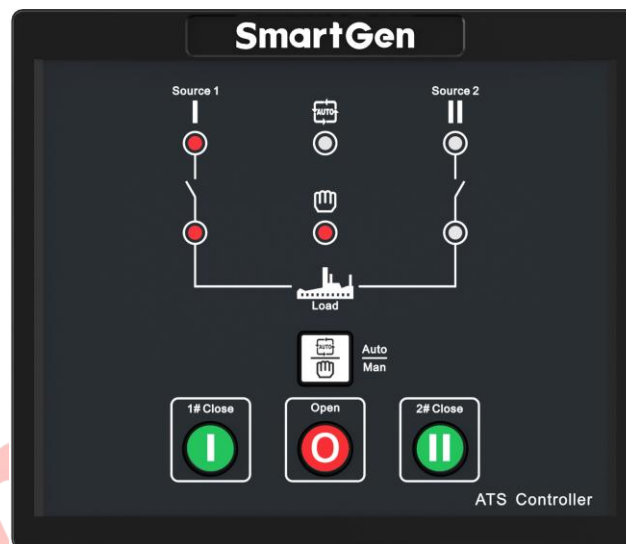 SmartGen
Source 1
Source 2
I
AUTO
II
Load
AUTO
Auto
Man
1# Close
Open
2# Close
I
O
II
ATS Controller